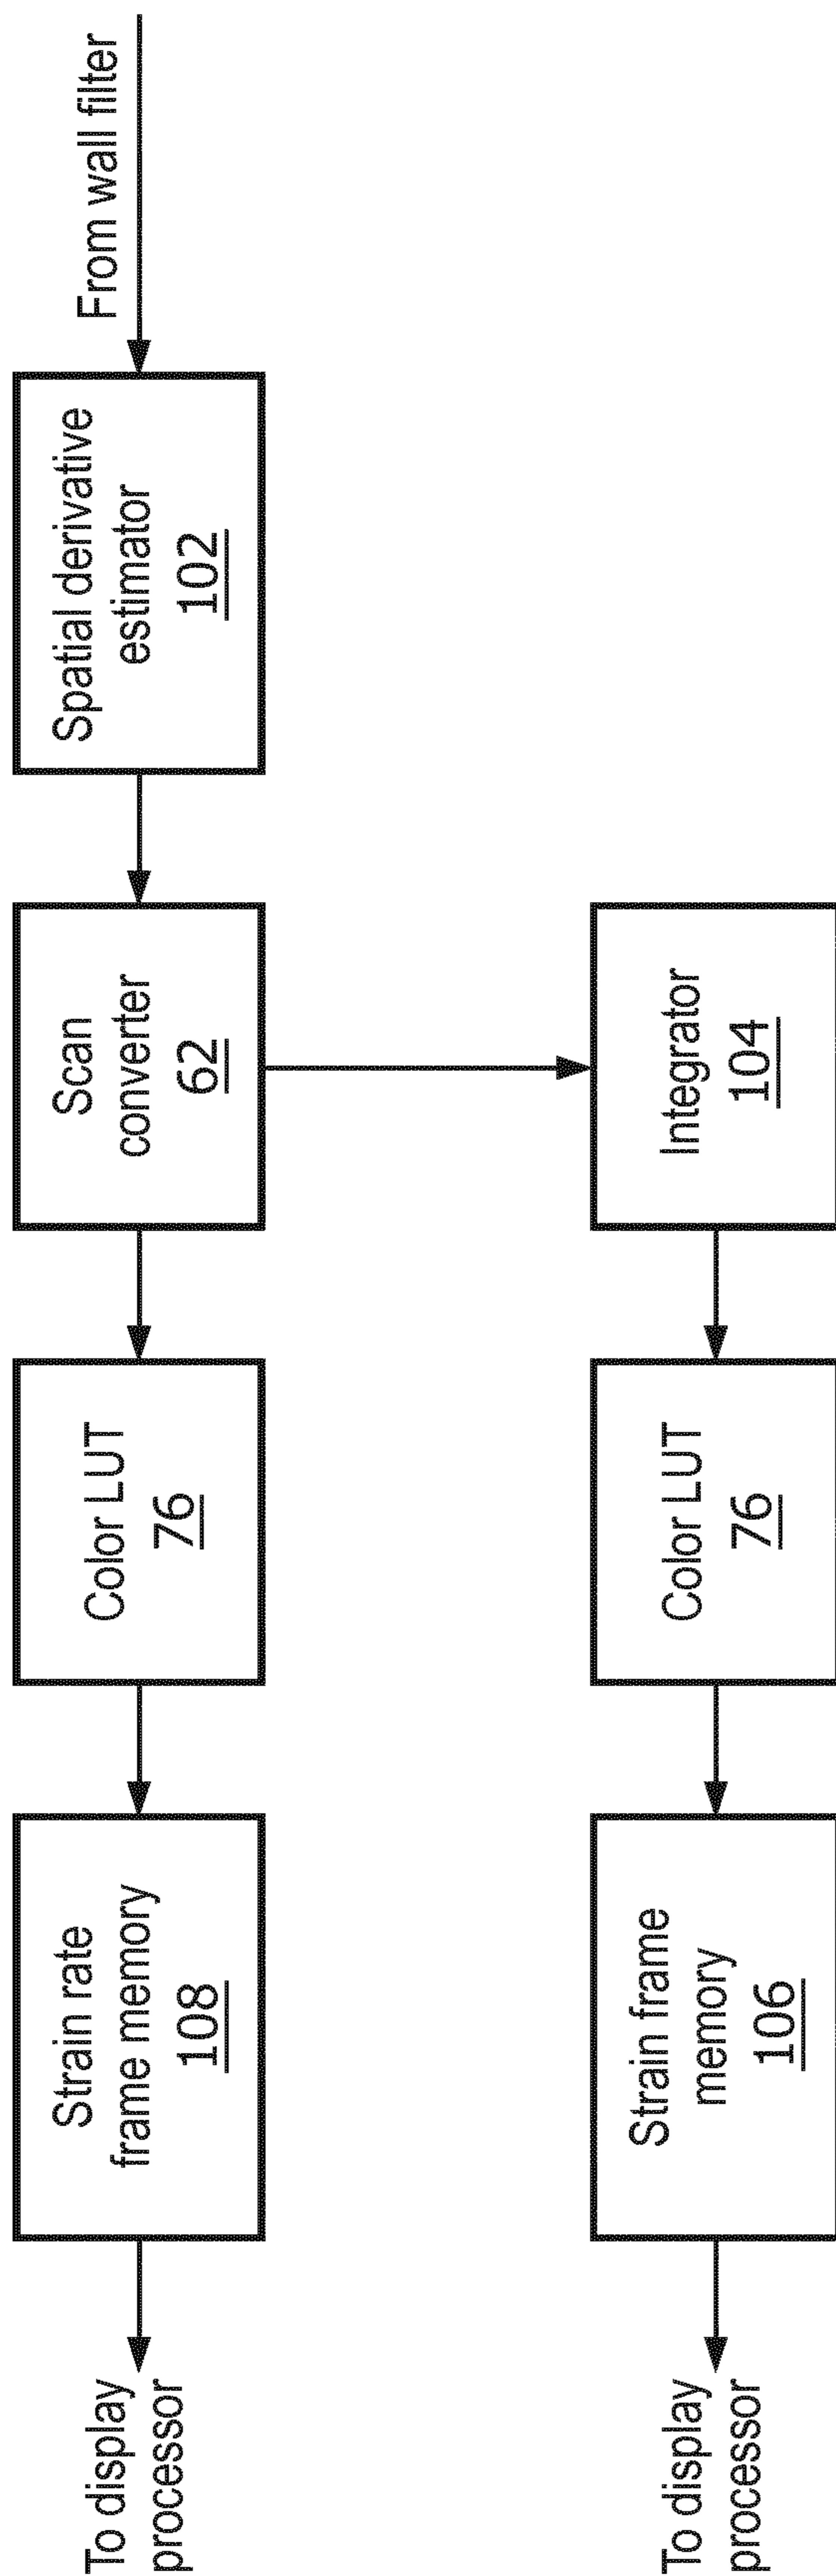 From wall filter
Spatial derivative
estimator
102
Scan
converter
62
Color LUT
76
Strain rate
frame memory
108
To display
processor
Integrator
104
Color LUT
76
Strain frame
memory
106
To display
processor